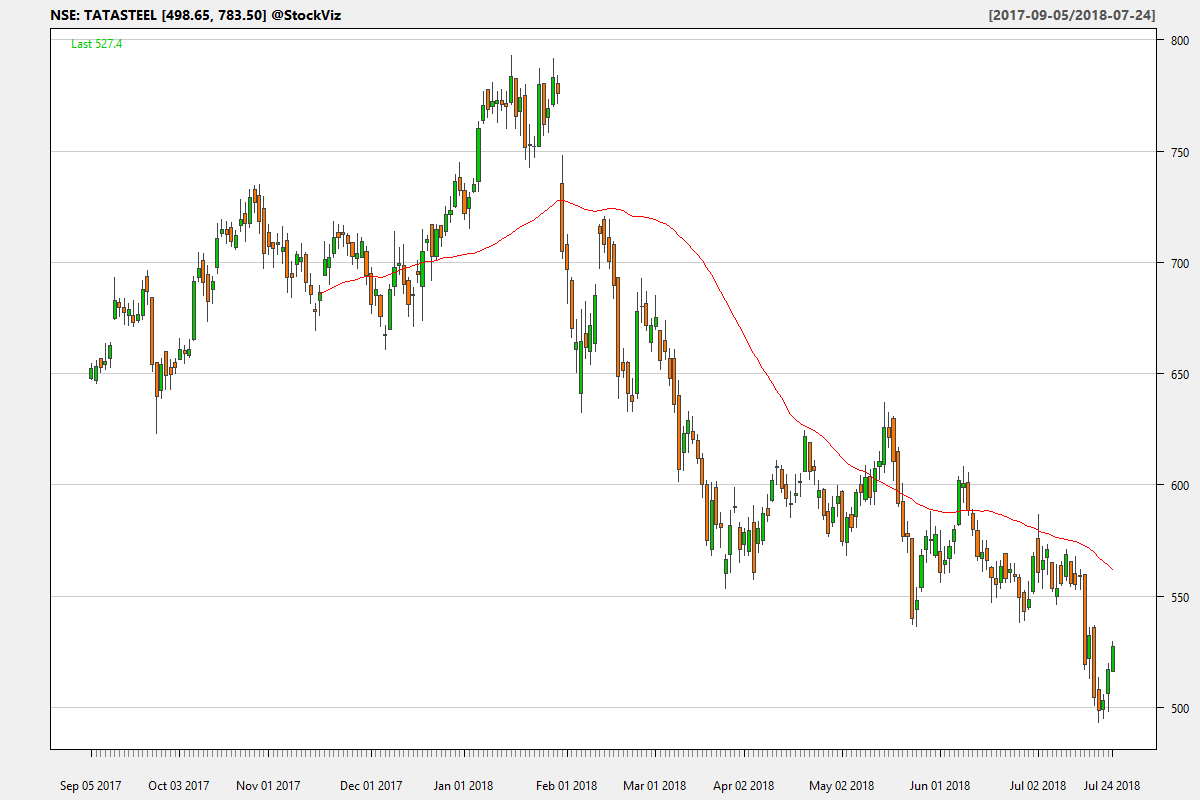 NSE: TATASTEEL [498.65, 783.50] @StockViz [2017-09-05/2018-07-24]
Last 527.4
800
750
700
650
600
550
500
Sep 05 2017 Oct 03 2017 Nov 01 2017 Dec 01 2017 Jan 01 2018 Feb 01 2018 Mar 01 2018 Apr 02 2018 May 02 2018 Jun 01 2018 Jul 02 2018 Jul 24 2018